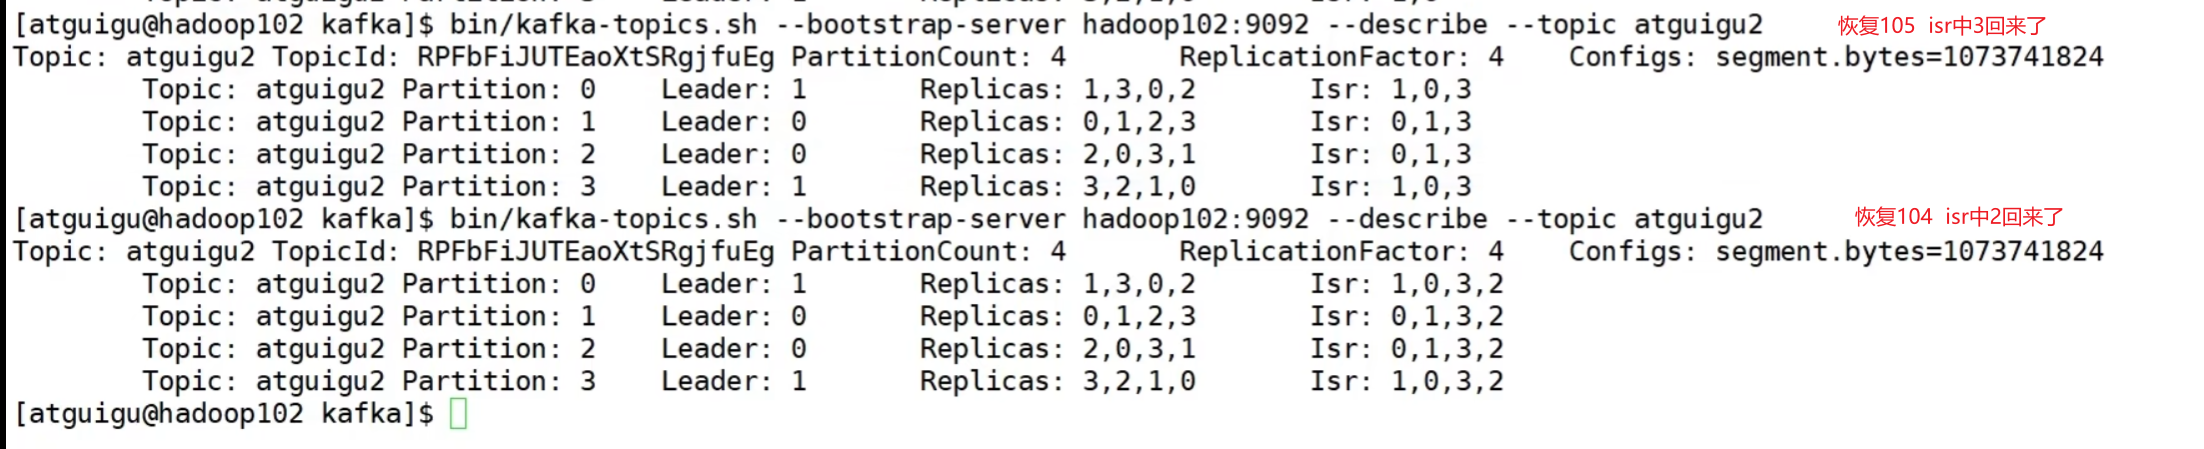 [atguigu@hadoop102 kafka]$ bin/kafka-topics.sh --bootstrap-server hadoop102:9092 --describe --topic atguigu2 恢复105 isr中3回来了
Topic: atguigu2 TopicId: RPFbFiJUTEaoXtSRgjfuEg PartitionCount: 4 ReplicationFactor: 4 Configs: segment.bytes=1073741824
Topic: atguigu2 Partition: 0 Leader: 1 Replicas: 1,3,0,2 Isr: 1,0,3
Topic: atguigu2 Partition: 1 Leader: 0 Replicas: 0,1,2,3 Isr: 0,1,3
Topic: atguigu2 Partition: 2 Leader: 0 Replicas: 2,0,3,1 Isr: 0,1,3
Topic: atguigu2 Partition: 3 Leader: 1 Replicas: 3,2,1,0 Isr: 1,0,3
[atguigu@hadoop102 kafka]$ bin/kafka-topics.sh --bootstrap-server hadoop102:9092 --describe --topic atguigu2 恢复104 isr中2回来了
Topic: atguigu2 TopicId: RPFbFiJUTEaoXtSRgjfuEg PartitionCount: 4 ReplicationFactor: 4 Configs: segment.bytes=1073741824
Topic: atguigu2 Partition: 0 Leader: 1 Replicas: 1,3,0,2 Isr: 1,0,3,2
Topic: atguigu2 Partition: 1 Leader: 0 Replicas: 0,1,2,3 Isr: 0,1,3,2
Topic: atguigu2 Partition: 2 Leader: 0 Replicas: 2,0,3,1 Isr: 0,1,3,2
Topic: atguigu2 Partition: 3 Leader: 1 Replicas: 3,2,1,0 Isr: 1,0,3,2
[atguigu@hadoop102 kafka]$